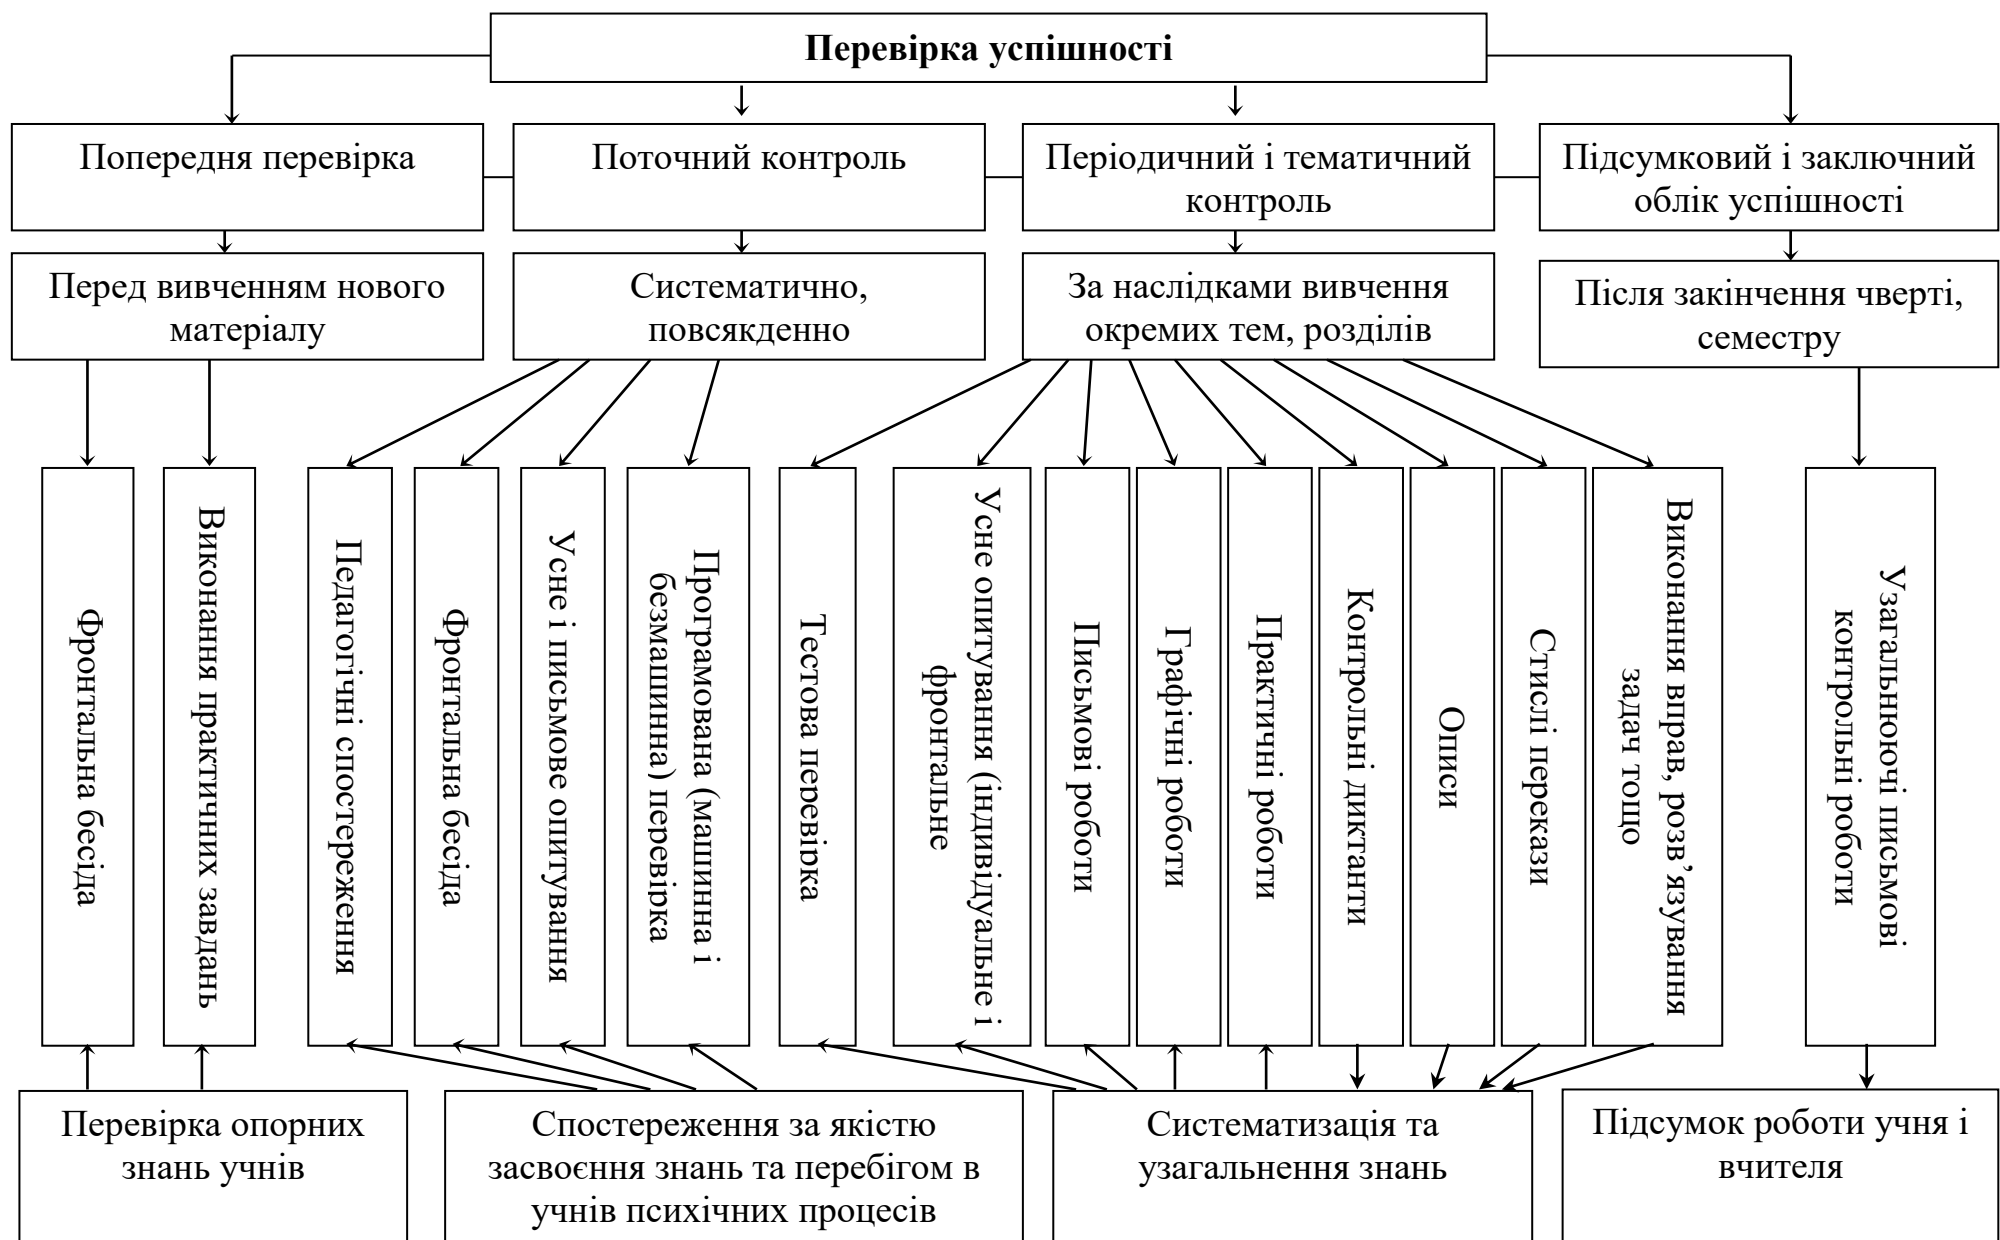 Перевірка успішності
Попередня перевірка
Поточний контроль
Періодичний і тематичний
контроль
Підсумковий і заключний
облік успішності
Перед вивченням нового
матеріалу
Систематично,
повсякденно
За наслідками вивчення
окремих тем, розділів
Після закінчення чверті,
семестру
Фронтальна бесіда
Виконання практичних завдань
Педагогічні спостереження
Фронтальна бесіда
Усне і письмове опитування
Програмована (машинна і
безмашинна) перевірка
Тестова перевірка
Усне опитування (індивідуальне і
фронтальне
Письмові роботи
Графічні роботи
Практичні роботи
Контрольні диктанти
Описи
Стислі перекази
Виконання вправ, розв’язування
задач тощо
Узагальнюючі письмові
контрольні роботи
Перевірка опорних
знань учнів
Спостереження за якістю
засвоєння знань та перебігом в
учнів психічних процесів
Систематизація та
узагальнення знань
Підсумок роботи учня і
вчителя